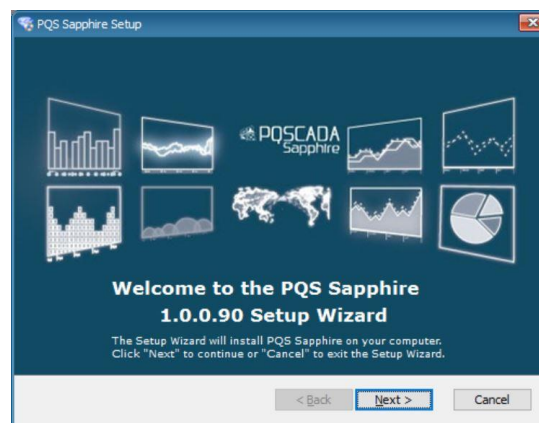 PQS Sapphire Setup
PQSCADA
Sapphire
Welcome to the PQS Sapphire
1.0.0.90 Setup Wizard
The Setup Wizard will install PQS Sapphire on your computer.
Click "Next" to continue or "Cancel" to exit the Setup Wizard.
< Back
Next >
Cancel